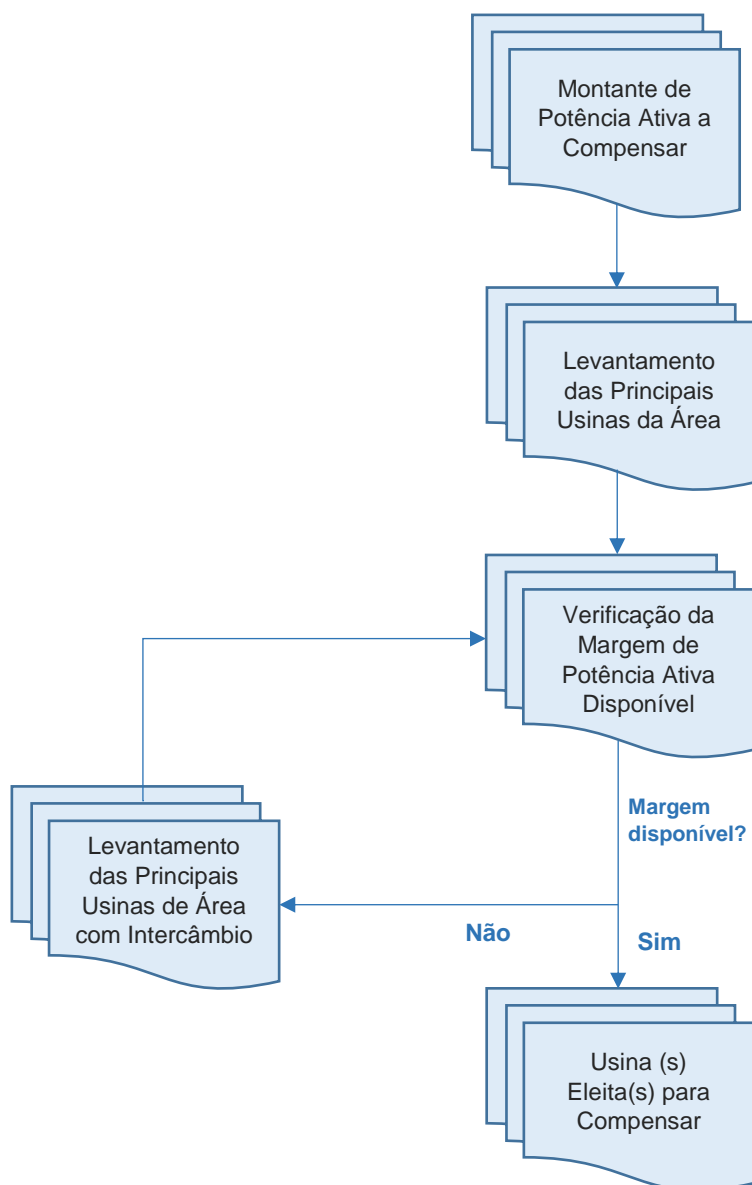 Montante de
Potência Ativa a
Compensar
Levantamento
das Principais
Usinas da Área
Verificação da
Margem de
Potência Ativa
Disponível
Margem
disponível?
Levantamento
das Principais
Usinas de Área
com Intercâmbio
Não
Sim
Usina (s)
Eleita(s) para
Compensar